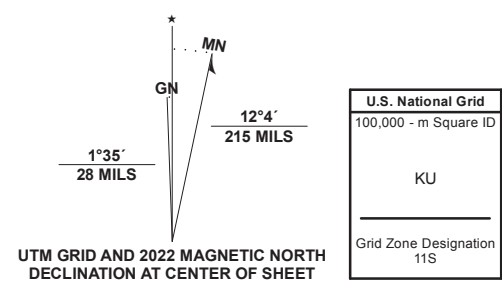 ★
MN
GN
12°4´
215 MILS
1°35´
28 MILS
UTM GRID AND 2022 MAGNETIC NORTH
DECLINATION AT CENTER OF SHEET
U.S. National Grid
100,000 - m Square ID
KU
Grid Zone Designation
11S